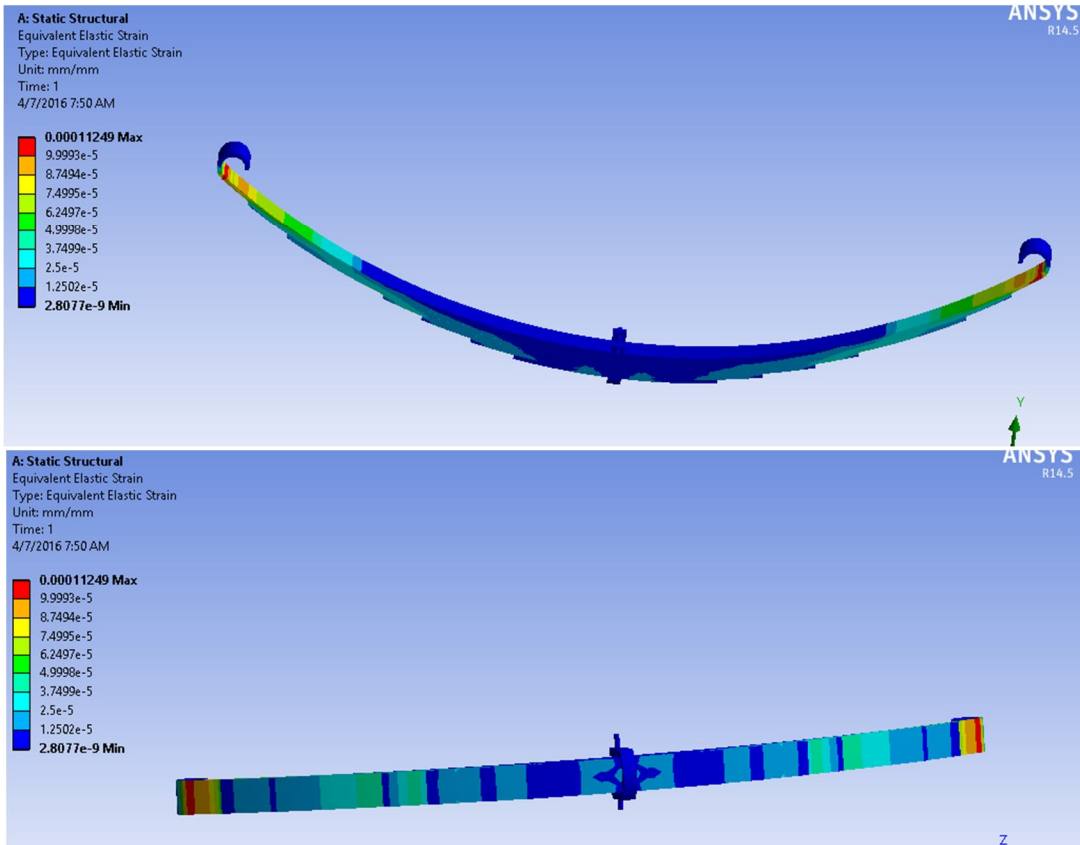 A: Static Structural
Equivalent Elastic Strain
Type: Equivalent Elastic Strain
Unit: mm/mm
Time: 1
4/7/2016 7:50 AM
ANSYS
R14.5
0.00011249 Max
9.9993e-5
8.7494e-5
7.4995e-5
6.2497e-5
4.9998e-5
3.7499e-5
2.5e-5
1.2502e-5
2.8077e-9 Min
Y
A: Static Structural
Equivalent Elastic Strain
Type: Equivalent Elastic Strain
Unit: mm/mm
Time: 1
4/7/2016 7:50 AM
ANSYS
R14.5
0.00011249 Max
9.9993e-5
8.7494e-5
7.4995e-5
6.2497e-5
4.9998e-5
3.7499e-5
2.5e-5
1.2502e-5
2.8077e-9 Min
Z